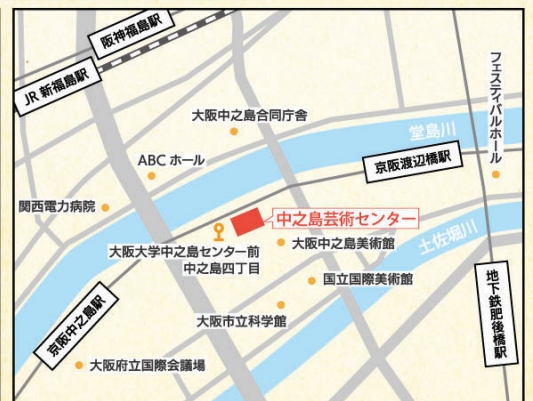 阪神福島駅
JR 新福島駅
大阪中之島合同庁舎
堂島川
フェスティバルホール
ABC ホール
京阪渡辺橋駅
関西電力病院
中之島芸術センター
大阪大学中之島センター前
中之島四丁目
大阪中之島美術館
土佐堀川
国立国際美術館
地下鉄肥後橋駅
京阪中之島駅
大阪市立科学館
大阪府立国際会議場